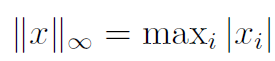 ‖x‖∞ = maxᵢ |xᵢ|